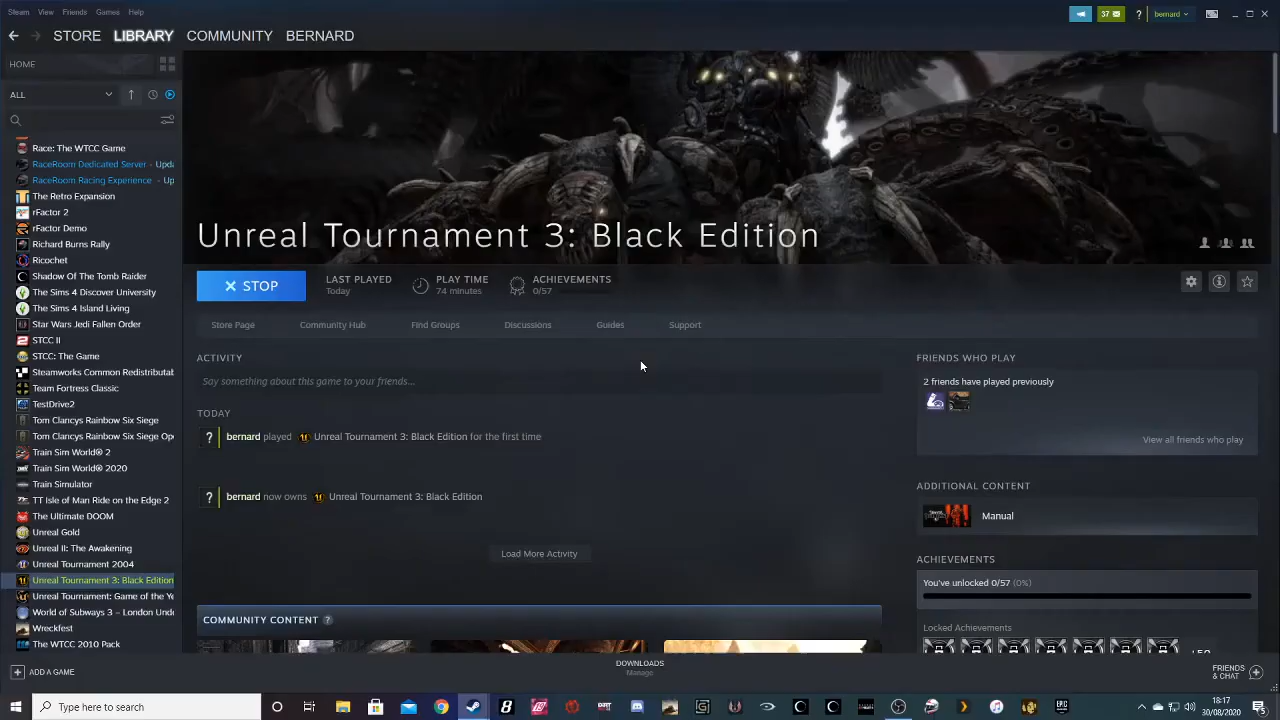 Steam View Friends Games Help
37
?
bernard
STORE LIBRARY COMMUNITY BERNARD
HOME
ALL
Race: The WTCC Game
RaceRoom Dedicated Server - Upda
RaceRoom Racing Experience - Up
The Retro Expansion
rFactor 2
rFactor Demo
Richard Burns Rally
Ricochet
Shadow Of The Tomb Raider
The Sims 4 Discover University
The Sims 4 Island Living
Star Wars Jedi Fallen Order
STCC II
STCC: The Game
Steamworks Common Redistributab
Team Fortress Classic
TestDrive2
Tom Clancys Rainbow Six Siege
Tom Clancys Rainbow Six Siege Ope
Train Sim World® 2
Train Sim World® 2020
Train Simulator
TT Isle of Man Ride on the Edge 2
The Ultimate DOOM
Unreal Gold
Unreal II: The Awakening
Unreal Tournament 2004
Unreal Tournament 3: Black Edition
Unreal Tournament: Game of the Ye
World of Subways 3 – London Unde
Wreckfest
The WTCC 2010 Pack
Unreal Tournament 3: Black Edition
STOP
LAST PLAYED
Today
PLAY TIME
74 minutes
ACHIEVEMENTS
0/57
Store Page Community Hub Find Groups Discussions Guides Support
ACTIVITY
Say something about this game to your friends...
TODAY
? bernard played Unreal Tournament 3: Black Edition for the first time
? bernard now owns Unreal Tournament 3: Black Edition
Load More Activity
COMMUNITY CONTENT ?
FRIENDS WHO PLAY
2 friends have played previously
View all friends who play
ADDITIONAL CONTENT
Manual
ACHIEVEMENTS
You've unlocked 0/57 (0%)
Locked Achievements
ADD A GAME
DOWNLOADS
Manage
FRIENDS
& CHAT
Type here to search
18:17
30/08/2020